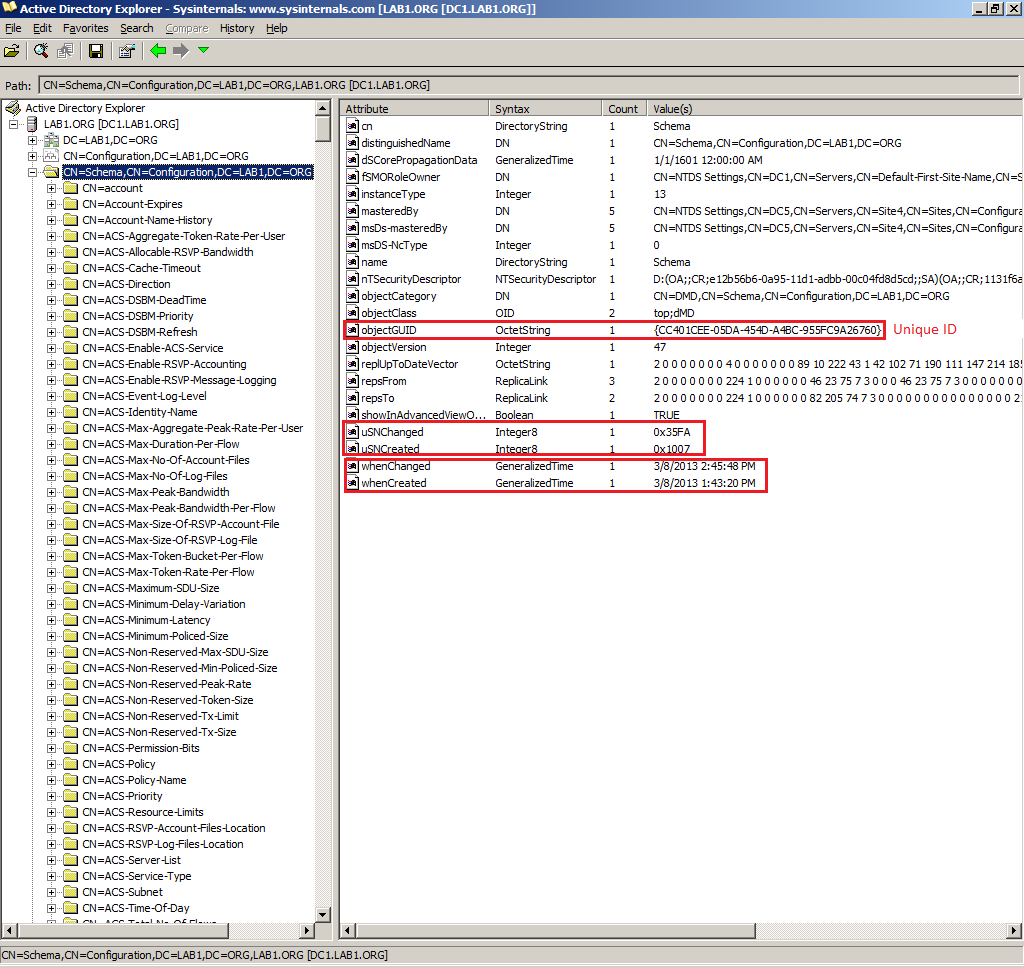 Active Directory Explorer - Sysinternals: www.sysinternals.com [LAB1.ORG [DC1.LAB1.ORG]]
File Edit Favorites Search Compare History Help
Path: CN=Schema,CN=Configuration,DC=LAB1,DC=ORG,LAB1.ORG [DC1.LAB1.ORG]
Active Directory Explorer
LAB1.ORG [DC1.LAB1.ORG]
DC=LAB1,DC=ORG
CN=Configuration,DC=LAB1,DC=ORG
CN=Schema,CN=Configuration,DC=LAB1,DC=ORG
CN=account
CN=Account-Expires
CN=Account-Name-History
CN=ACS-Aggregate-Token-Rate-Per-User
CN=ACS-Allocable-RSVP-Bandwidth
CN=ACS-Cache-Timeout
CN=ACS-Direction
CN=ACS-DSBM-DeadTime
CN=ACS-DSBM-Priority
CN=ACS-DSBM-Refresh
CN=ACS-Enable-ACS-Service
CN=ACS-Enable-RSVP-Accounting
CN=ACS-Enable-RSVP-Message-Logging
CN=ACS-Event-Log-Level
CN=ACS-Identity-Name
CN=ACS-Max-Aggregate-Peak-Rate-Per-User
CN=ACS-Max-Duration-Per-Flow
CN=ACS-Max-No-Of-Account-Files
CN=ACS-Max-No-Of-Log-Files
CN=ACS-Max-Peak-Bandwidth
CN=ACS-Max-Peak-Bandwidth-Per-Flow
CN=ACS-Max-Size-Of-RSVP-Account-File
CN=ACS-Max-Size-Of-RSVP-Log-File
CN=ACS-Max-Token-Bucket-Per-Flow
CN=ACS-Max-Token-Rate-Per-Flow
CN=ACS-Maximum-SDU-Size
CN=ACS-Minimum-Delay-Variation
CN=ACS-Minimum-Latency
CN=ACS-Minimum-Policed-Size
CN=ACS-Non-Reserved-Max-SDU-Size
CN=ACS-Non-Reserved-Min-Policed-Size
CN=ACS-Non-Reserved-Peak-Rate
CN=ACS-Non-Reserved-Token-Size
CN=ACS-Non-Reserved-Tx-Limit
CN=ACS-Non-Reserved-Tx-Size
CN=ACS-Permission-Bits
CN=ACS-Policy
CN=ACS-Policy-Name
CN=ACS-Priority
CN=ACS-Resource-Limits
CN=ACS-RSVP-Account-Files-Location
CN=ACS-RSVP-Log-Files-Location
CN=ACS-Server-List
CN=ACS-Service-Type
CN=ACS-Subnet
CN=ACS-Time-Of-Day
CN=ACS-Total-No-Of-Flows
Attribute Syntax Count Value(s)
cn DirectoryString 1 Schema
distinguishedName DN 1 CN=Schema,CN=Configuration,DC=LAB1,DC=ORG
dSCorePropagationData GeneralizedTime 1 1/1/1601 12:00:00 AM
fSMORoleOwner DN 1 CN=NTDS Settings,CN=DC1,CN=Servers,CN=Default-First-Site-Name,CN=S
instanceType Integer 1 13
masteredBy DN 5 CN=NTDS Settings,CN=DC5,CN=Servers,CN=Site4,CN=Sites,CN=Configura
msDs-masteredBy DN 5 CN=NTDS Settings,CN=DC5,CN=Servers,CN=Site4,CN=Sites,CN=Configura
msDS-NcType Integer 1 0
name DirectoryString 1 Schema
nTSecurityDescriptor NTSecurityDescriptor 1 D:(OA;;CR;e12b56b6-0a95-11d1-adbb-00c04fd8d5cd;;SA)(OA;;CR;1131f6a
objectCategory DN 1 CN=DMD,CN=Schema,CN=Configuration,DC=LAB1,DC=ORG
objectClass OID 2 top;dMD
objectGUID OctetString 1 {CC401CEE-05DA-454D-A4BC-955FC9A26760} Unique ID
objectVersion Integer 1 47
replUpToDateVector OctetString 1 2 0 0 0 0 0 0 0 5 0 0 0 0 0 0 0 89 10 222 43 1 42 102 71 190 111 147 214 185
repsFrom ReplicaLink 3 2 0 0 0 0 0 0 0 224 1 0 0 0 0 0 0 46 23 75 7 3 0 0 0 46 23 75 7 3 0 0 0 0 0 0 0
repsTo ReplicaLink 2 2 0 0 0 0 0 0 0 224 1 0 0 0 0 0 0 82 205 74 7 3 0 0 0 0 0 0 0 0 0 0 0 0 0 0 0
showInAdvancedViewO... Boolean 1 TRUE
uSNChanged Integer8 1 0x35FA
uSNCreated Integer8 1 0x1007
whenChanged GeneralizedTime 1 3/8/2013 2:45:48 PM
whenCreated GeneralizedTime 1 3/8/2013 1:43:20 PM
CN=Schema,CN=Configuration,DC=LAB1,DC=ORG,LAB1.ORG [DC1.LAB1.ORG]